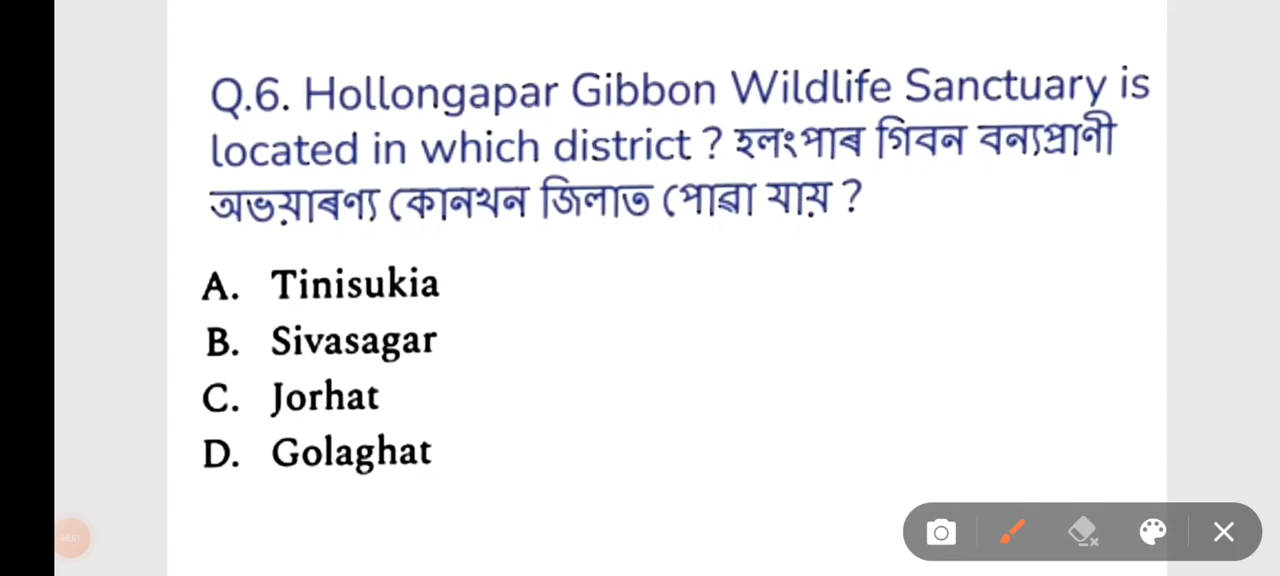 Q.6. Hollongapar Gibbon Wildlife Sanctuary is
located in which district ? হলংপাৰ গিবন বন্যপ্ৰাণী
অভয়াৰণ্য কোনখন জিলাত পোৱা যায় ?
A. Tinisukia
B. Sivasagar
C. Jorhat
D. Golaghat